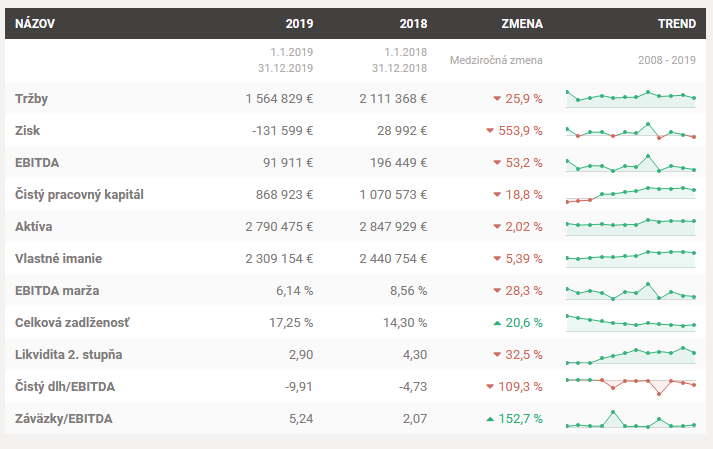 NÁZOV 2019 2018 ZMENA TREND
1.1.2019 1.1.2018
31.12.2019 31.12.2018 Medziročná zmena 2008 - 2019
Tržby 1 564 829 € 2 111 368 € 25,9 %
Zisk -131 599 € 28 992 € 553,9 %
EBITDA 91 911 € 196 449 € 53,2 %
Čistý pracovný kapitál 868 923 € 1 070 573 € 18,8 %
Aktíva 2 790 475 € 2 847 929 € 2,02 %
Vlastné imanie 2 309 154 € 2 440 754 € 5,39 %
EBITDA marža 6,14 % 8,56 % 28,3 %
Celková zadlženosť 17,25 % 14,30 % 20,6 %
Likvidita 2. stupňa 2,90 4,30 32,5 %
Čistý dlh/EBITDA -9,91 -4,73 109,3 %
Záväzky/EBITDA 5,24 2,07 152,7 %